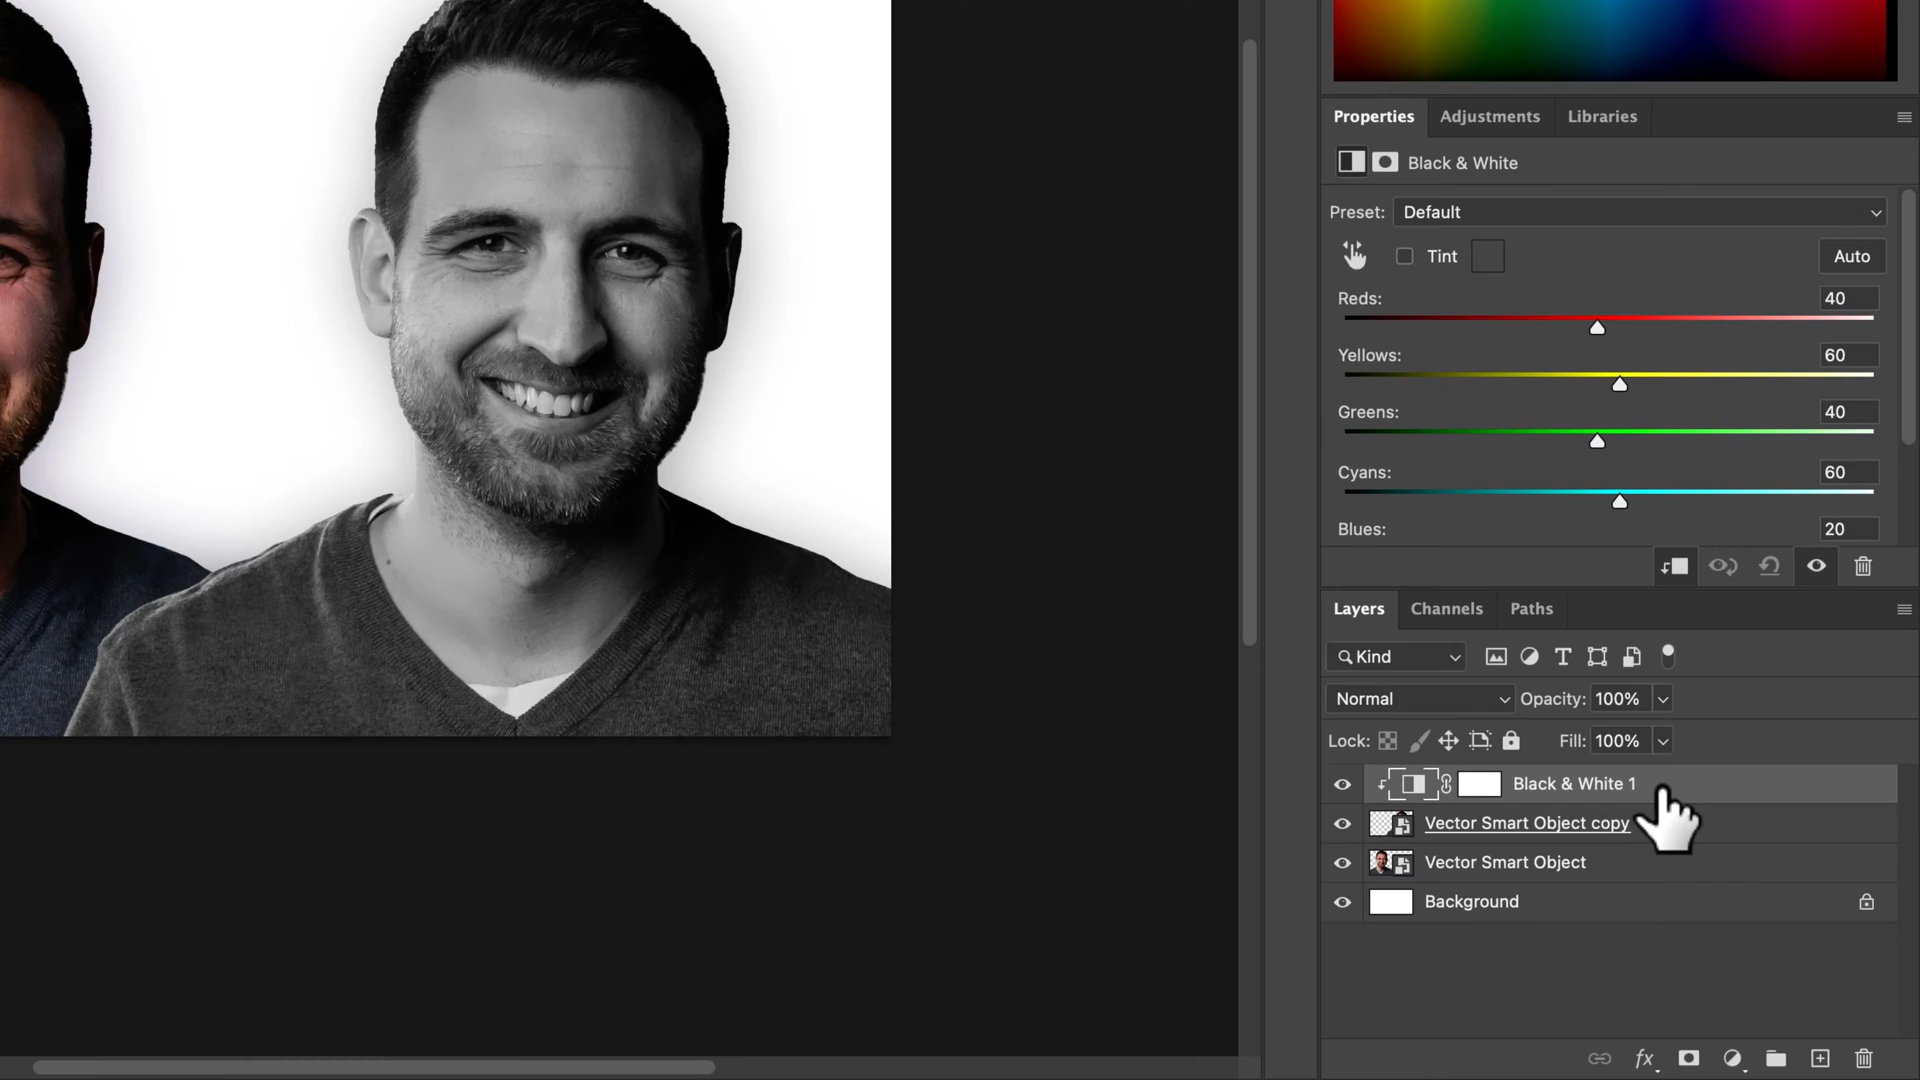 Properties Adjustments Libraries
Black & White
Preset: Default
Tint Auto
Reds: 40
Yellows: 60
Greens: 40
Cyans: 60
Blues: 20
Layers Channels Paths
Kind
Normal Opacity: 100%
Lock: Fill: 100%
Black & White 1
Vector Smart Object copy
Vector Smart Object
Background
fx